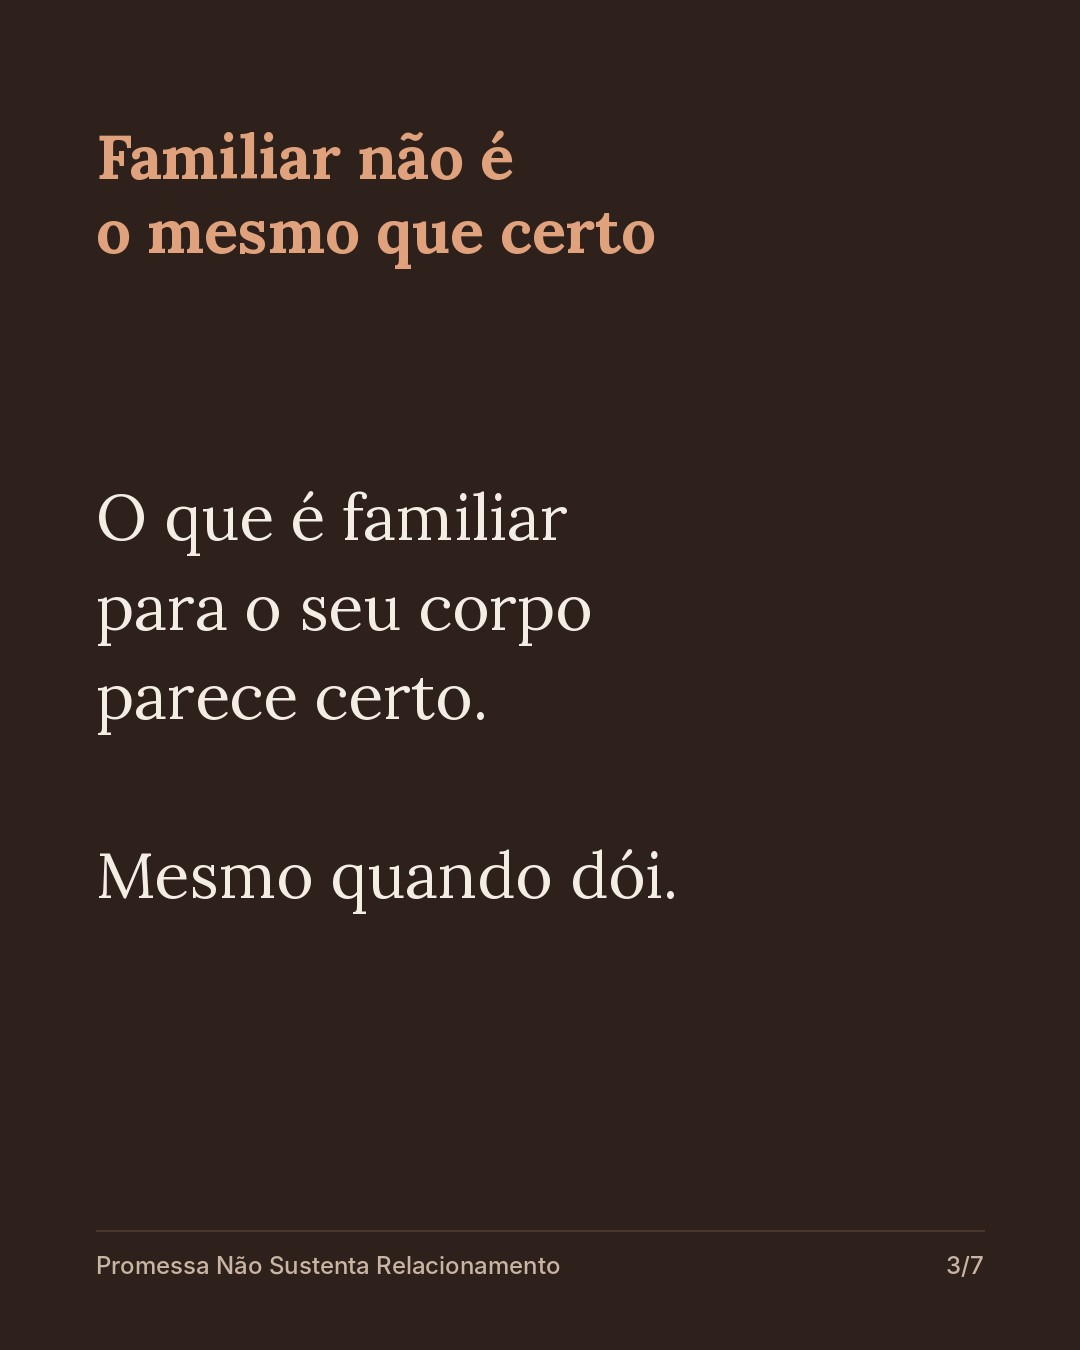 Familiar não é
o mesmo que certo
O que é familiar
para o seu corpo
parece certo.
Mesmo quando dói.
Promessa Não Sustenta Relacionamento
3/7